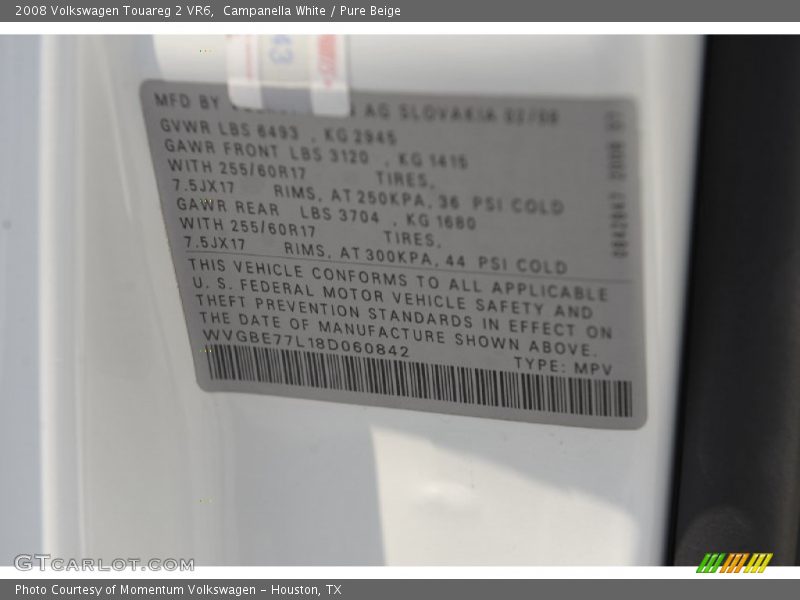 2008 Volkswagen Touareg 2 VR6, Campanella White / Pure Beige
MFD BY AG SLOVAKIA 02/08
GVWR LBS 6493 , KG 2945
GAWR FRONT LBS 3120 , KG 1415
WITH 255/60R17 TIRES,
7.5JX17 RIMS, AT 250KPA, 36 PSI COLD
GAWR REAR LBS 3704 , KG 1680
WITH 255/60R17 TIRES,
7.5JX17 RIMS, AT 300KPA, 44 PSI COLD
THIS VEHICLE CONFORMS TO ALL APPLICABLE
U. S. FEDERAL MOTOR VEHICLE SAFETY AND
THEFT PREVENTION STANDARDS IN EFFECT ON
THE DATE OF MANUFACTURE SHOWN ABOVE.
WVGBE77L18D060842 TYPE: MPV
GTCARLOT.COM
Photo Courtesy of Momentum Volkswagen – Houston, TX